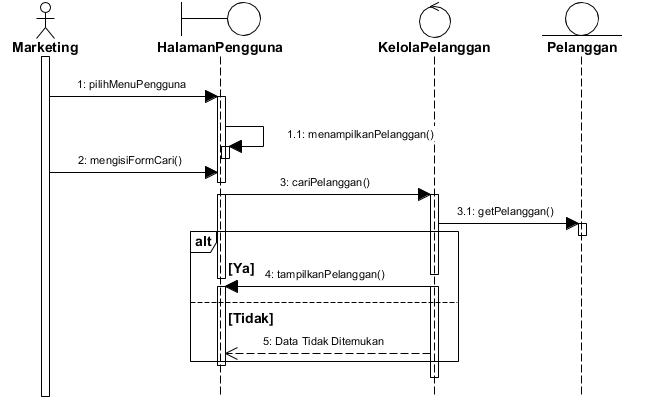 Marketing
HalamanPengguna
KelolaPelanggan
Pelanggan
1: pilihMenuPengguna
1.1: menampilkanPelanggan()
2: mengisiFormCari()
3: cariPelanggan()
3.1: getPelanggan()
alt
[Ya]
4: tampilkanPelanggan()
[Tidak]
5: Data Tidak Ditemukan